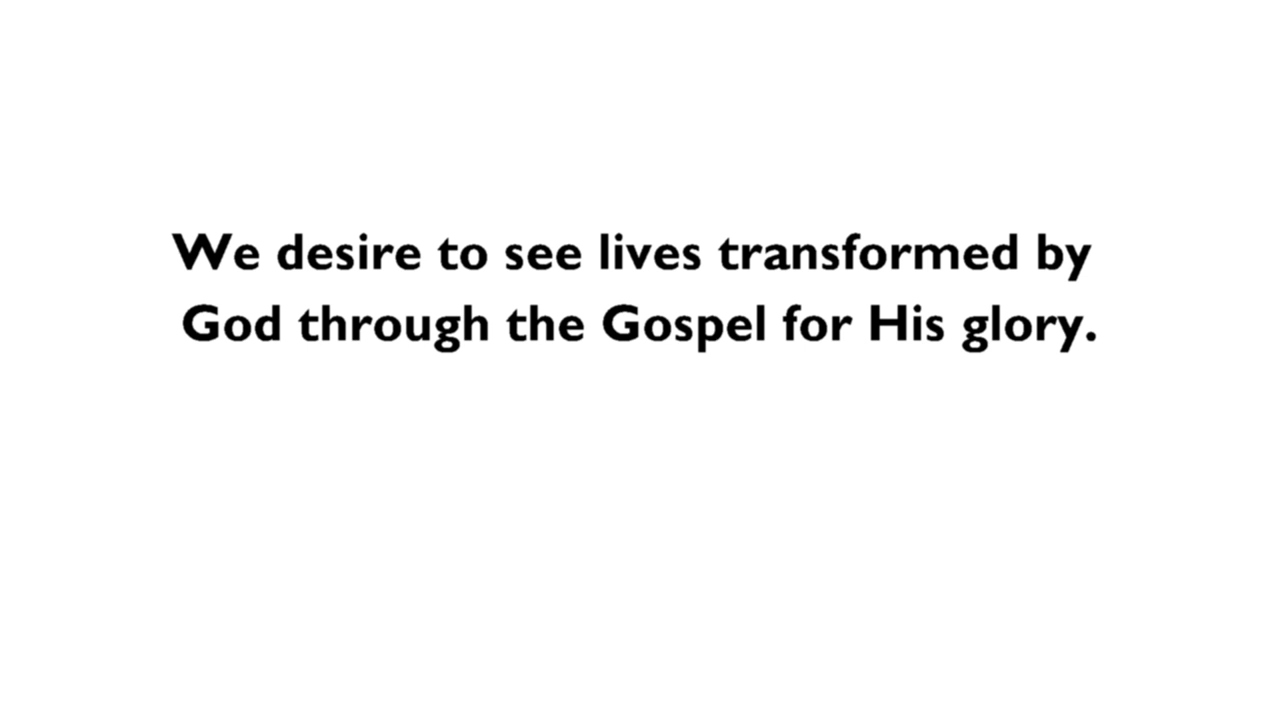 We desire to see lives transformed by
God through the Gospel for His glory.